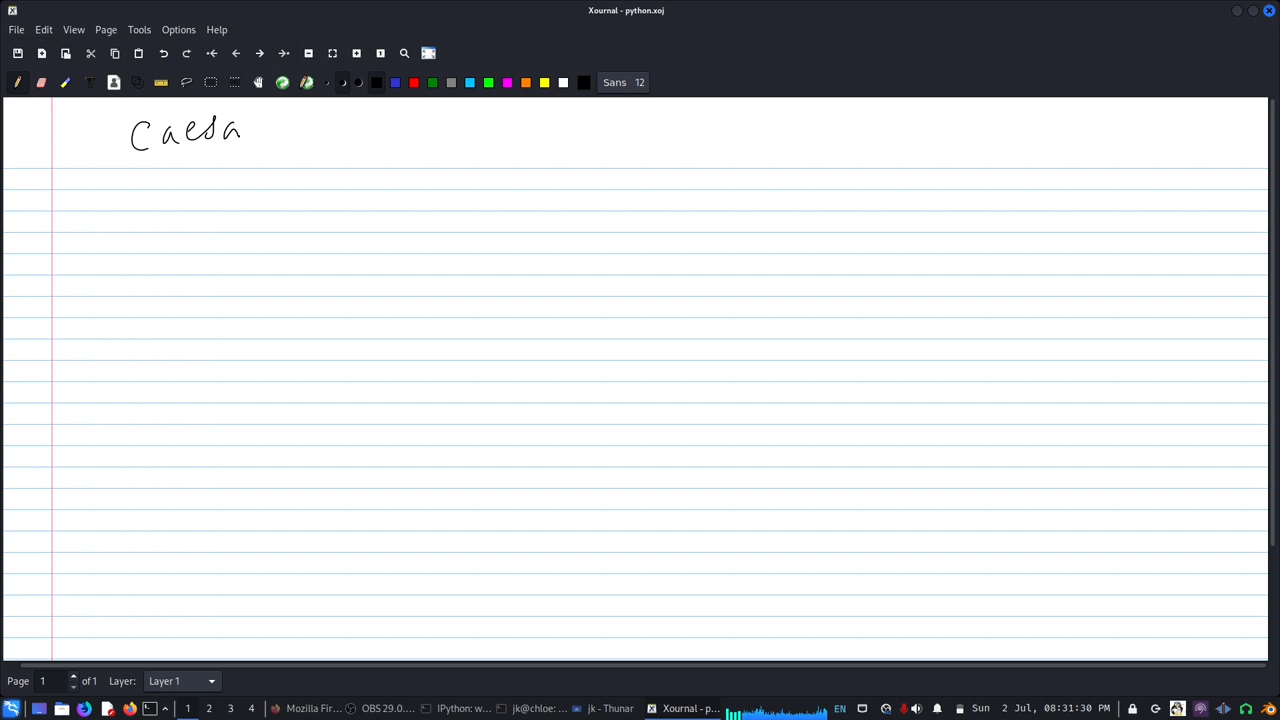 Xournal - python.xoj
File Edit View Page Tools Options Help
Sans 12
Caesa
Page 1 of 1 Layer: Layer 1
1 2 3 4 Mozilla Fir... OBS 29.0.... IPython: w... jk@chloe: ... jk - Thunar Xournal - p... EN Sun 2 Jul, 08:31:30 PM